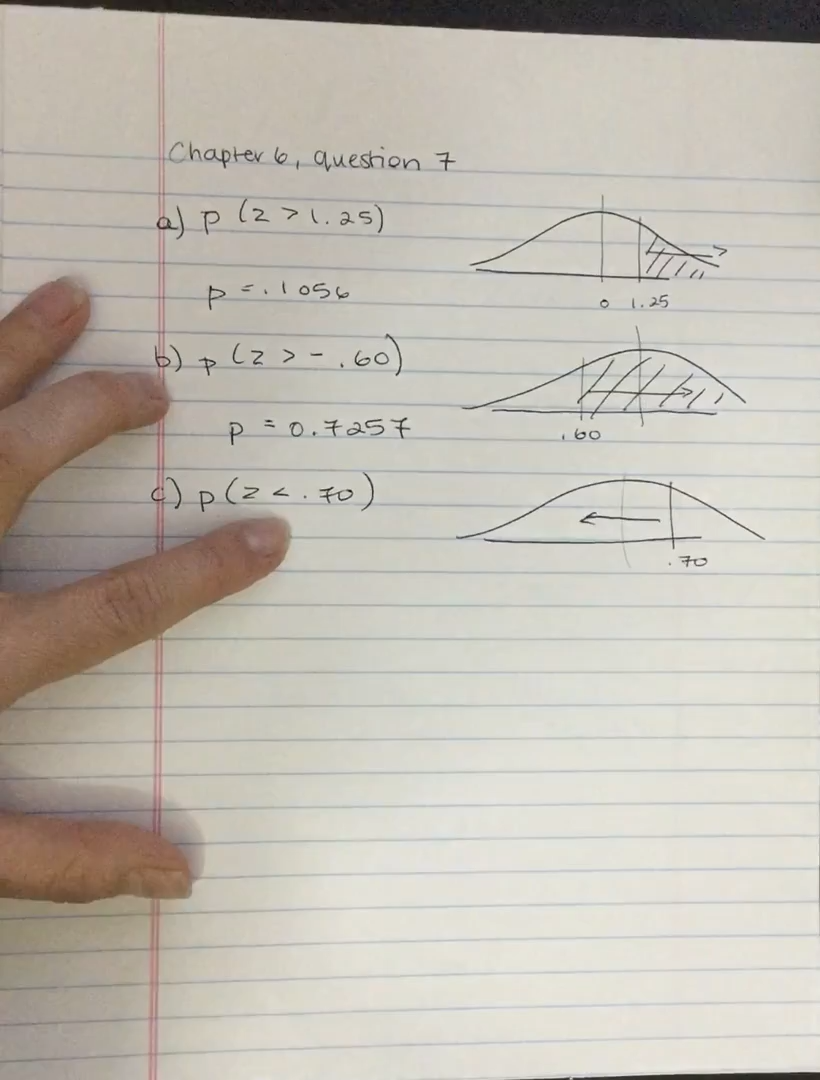 Chapter 6, question 7
a) p (z > 1.25)
0 1.25
p = .1056
b) p (z > - .60)
.60
p = 0.7257
c) p (z < .70)
.70